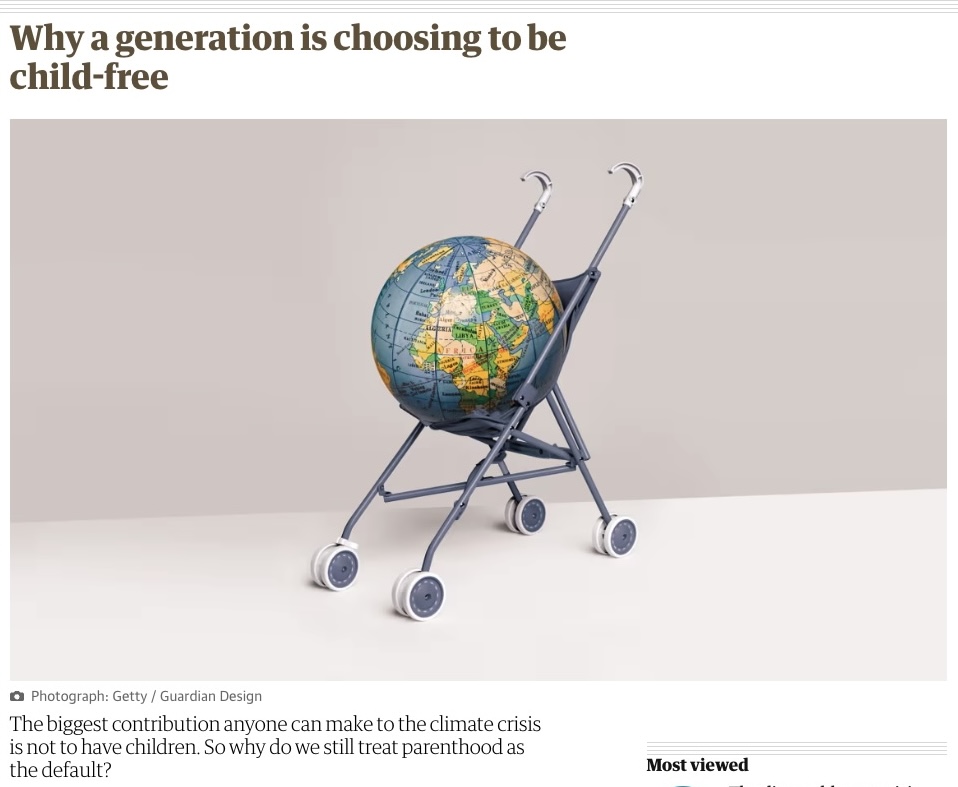 Why a generation is choosing to be
child-free
LIBYA
AFRICA
Photograph: Getty / Guardian Design
The biggest contribution anyone can make to the climate crisis
is not to have children. So why do we still treat parenthood as
the default?
Most viewed